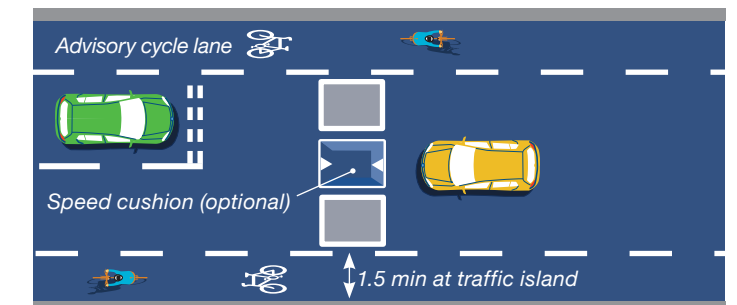 Advisory cycle lane
Speed cushion (optional)
1.5 min at traffic island